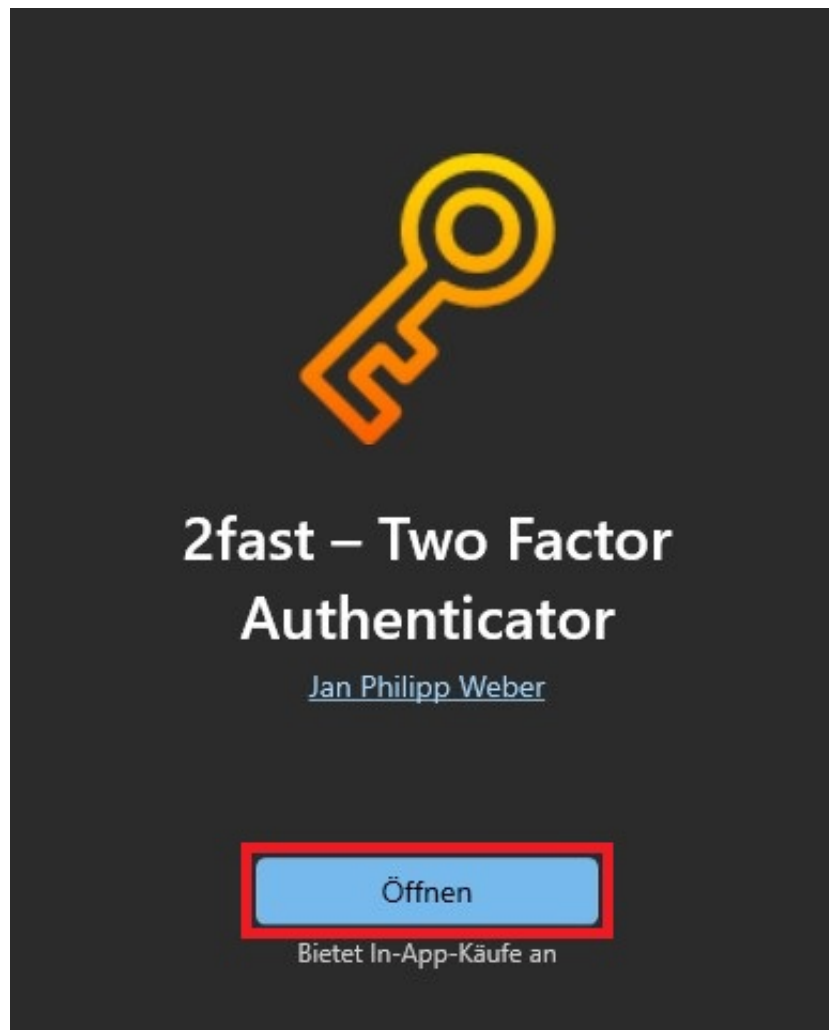 2fast – Two Factor
Authenticator
Jan Philipp Weber
Öffnen
Bietet In-App-Käufe an